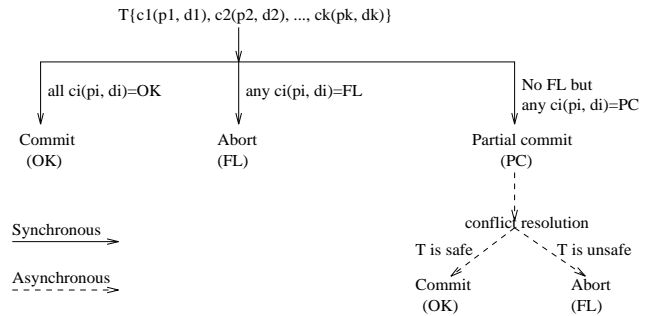 T{c1(p1, d1), c2(p2, d2), ..., ck(pk, dk)}
all ci(pi, di)=OK
any ci(pi, di)=FL
No FL but
any ci(pi, di)=PC
Commit
(OK)
Abort
(FL)
Partial commit
(PC)
Synchronous
Asynchronous
conflict resolution
T is safe
T is unsafe
Commit
(OK)
Abort
(FL)